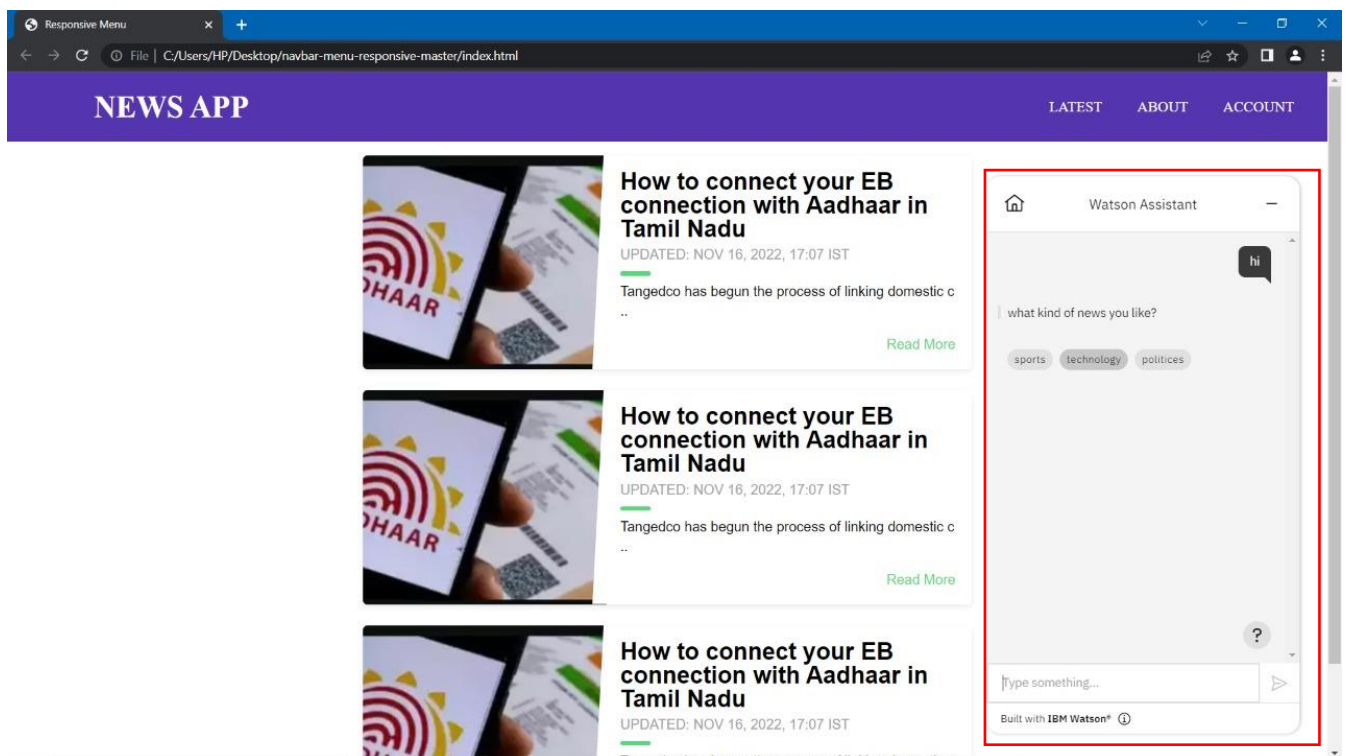 Responsive Menu
File | C:/Users/HP/Desktop/navbar-menu-responsive-master/index.html
NEWS APP
LATEST ABOUT ACCOUNT
DHAAR
How to connect your EB
connection with Aadhaar in
Tamil Nadu
UPDATED: NOV 16, 2022, 17:07 IST
Tangedco has begun the process of linking domestic c
..
Read More
DHAAR
How to connect your EB
connection with Aadhaar in
Tamil Nadu
UPDATED: NOV 16, 2022, 17:07 IST
Tangedco has begun the process of linking domestic c
..
Read More
How to connect your EB
connection with Aadhaar in
Tamil Nadu
UPDATED: NOV 16, 2022, 17:07 IST
Watson Assistant
hi
what kind of news you like?
sports technology politices
?
Type something...
Built with IBM Watson®